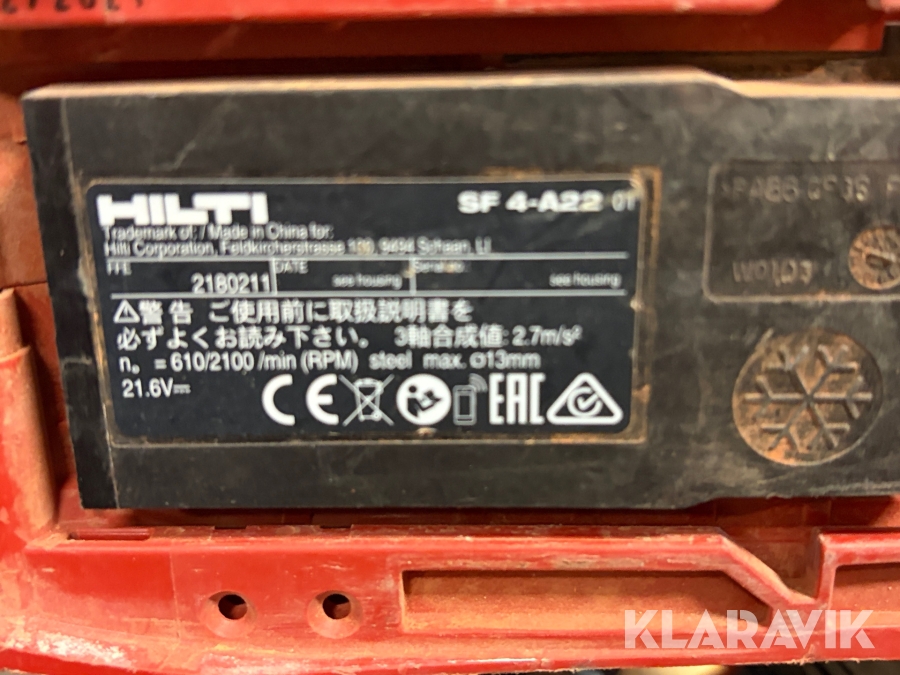 HILTI SF 4-A22 01
Trademark of: / Made in China for:
Hilti Corporation, Feldkircherstrasse 100, 9494 Schaan, LI
2180211 DATE see housing see housing
⚠警告 ご使用前に取扱説明書を
必ずよくお読み下さい。 3軸合成値: 2.7m/s²
n。= 610/2100 /min (RPM) steel max. ø13mm
21.6V⎓
CE EAC
KLARAVIK